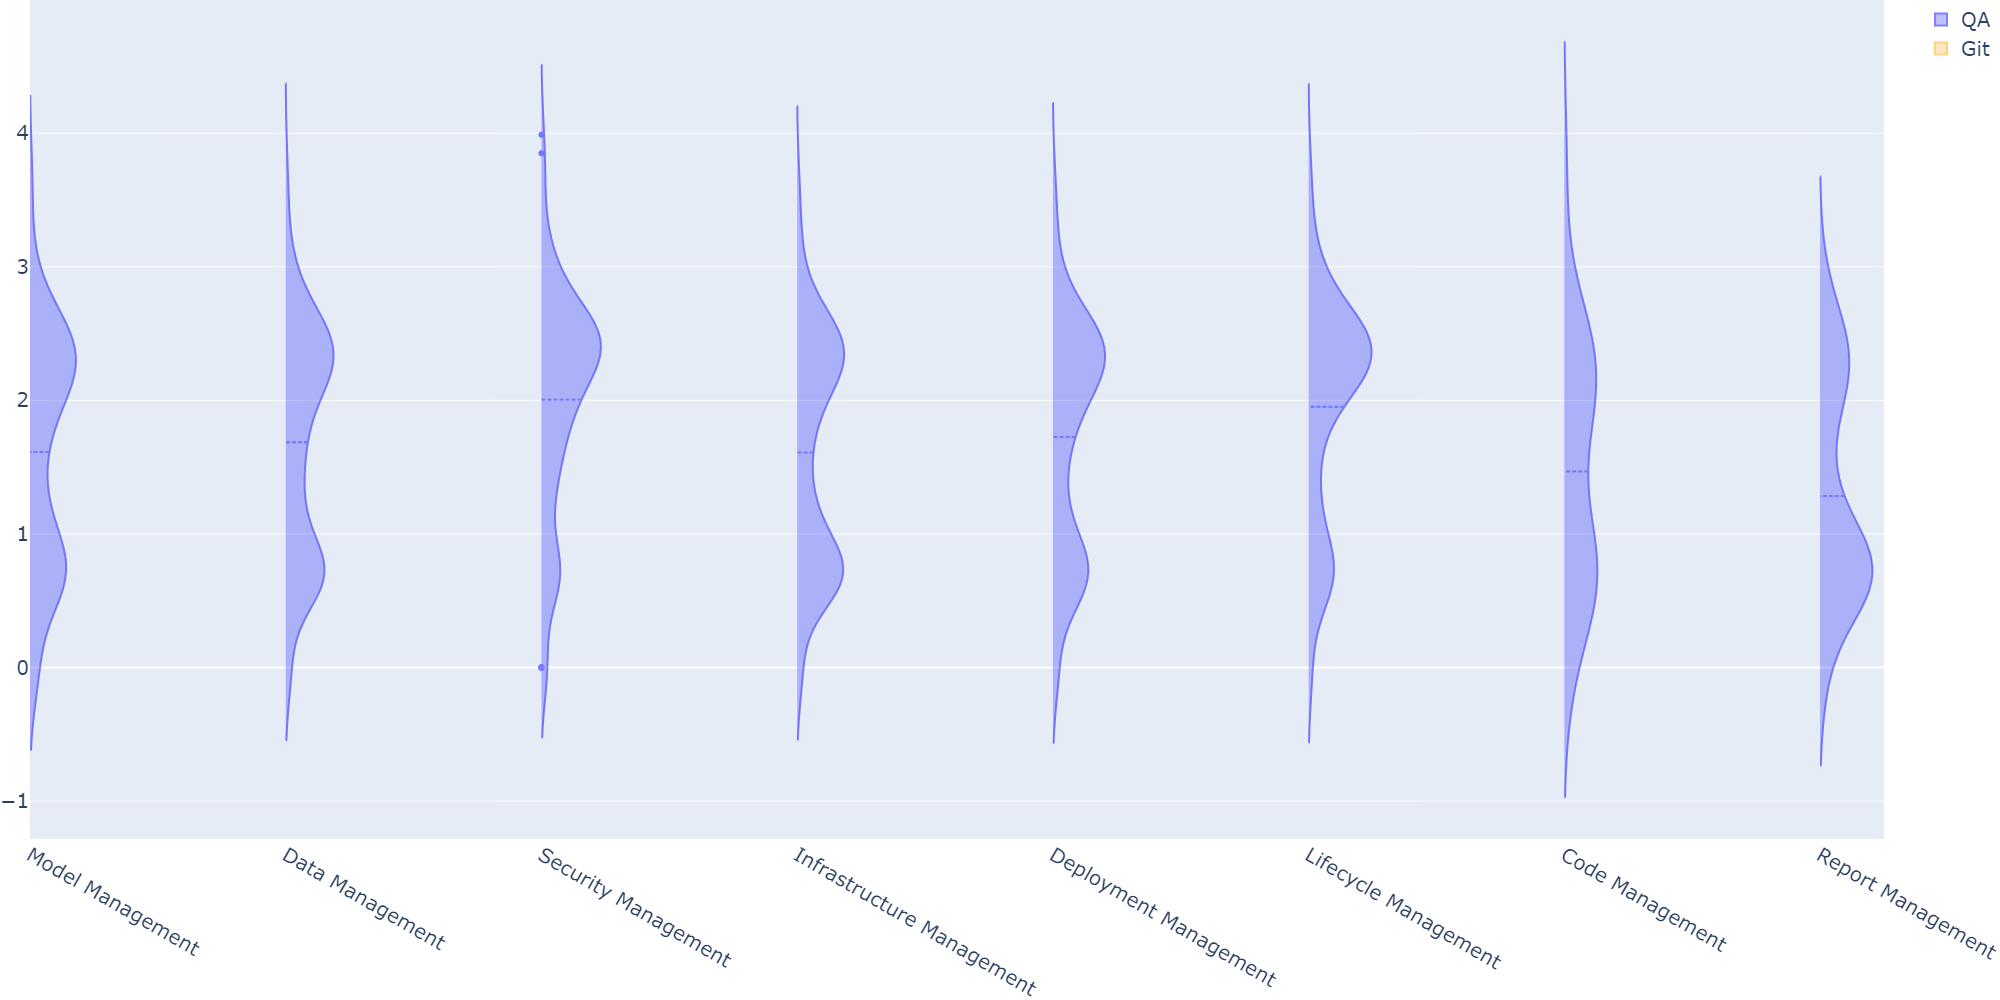 QA
Git
4
3
2
1
0
−1
Model Management
Data Management
Security Management
Infrastructure Management
Deployment Management
Lifecycle Management
Code Management
Report Management